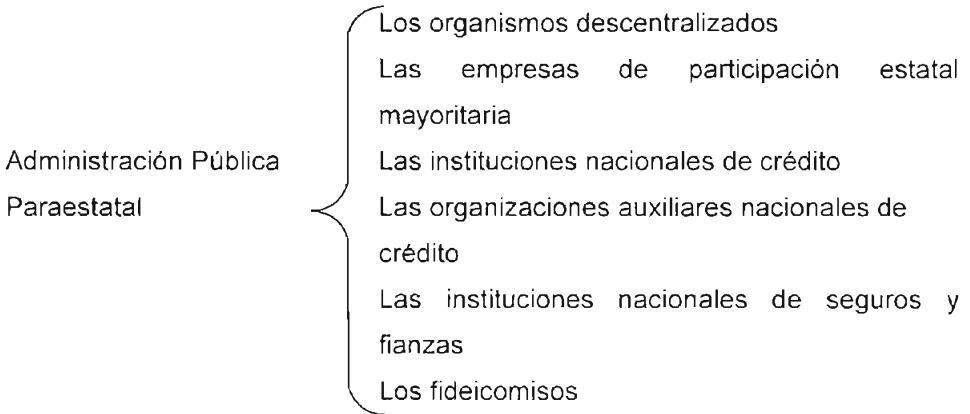 Administración Pública
Paraestatal
Los organismos descentralizados
Las empresas de participación estatal
mayoritaria
Las instituciones nacionales de crédito
Las organizaciones auxiliares nacionales de
crédito
Las instituciones nacionales de seguros y
fianzas
Los fideicomisos